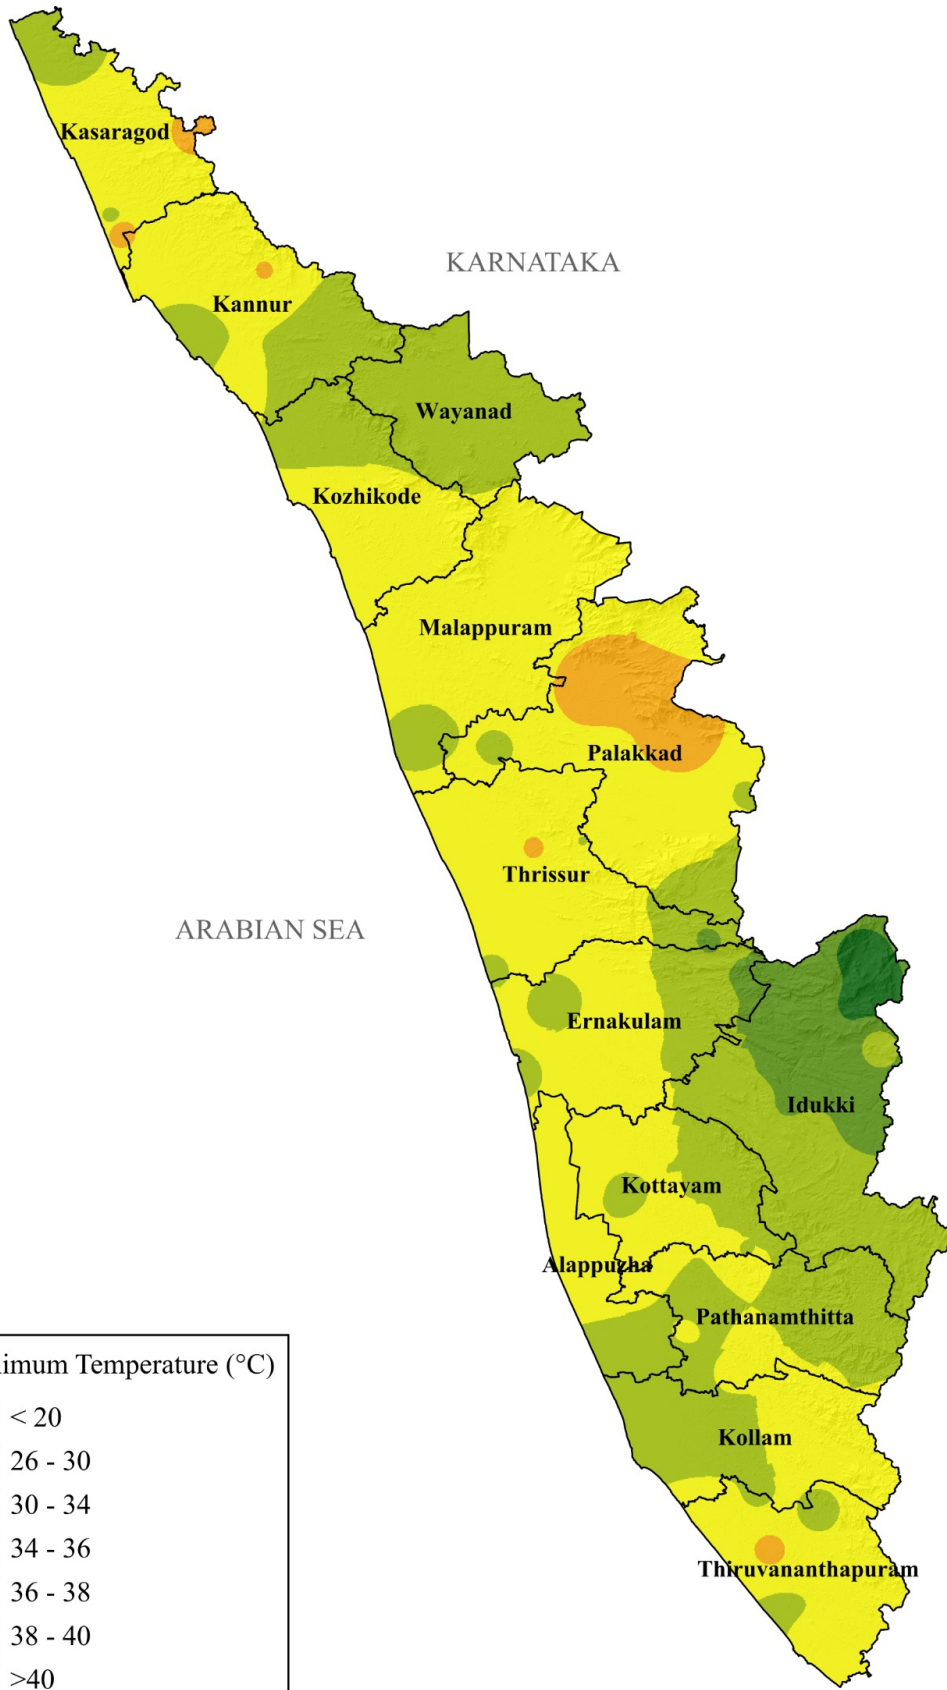 Kasaragod
KARNATAKA
Kannur
Wayanad
Kozhikode
Malappuram
Palakkad
Thrissur
ARABIAN SEA
Ernakulam
Idukki
Kottayam
Alappuzha
Pathanamthitta
Kollam
Thiruvananthapuram
imum Temperature (°C)
< 20
26 - 30
30 - 34
34 - 36
36 - 38
38 - 40
>40